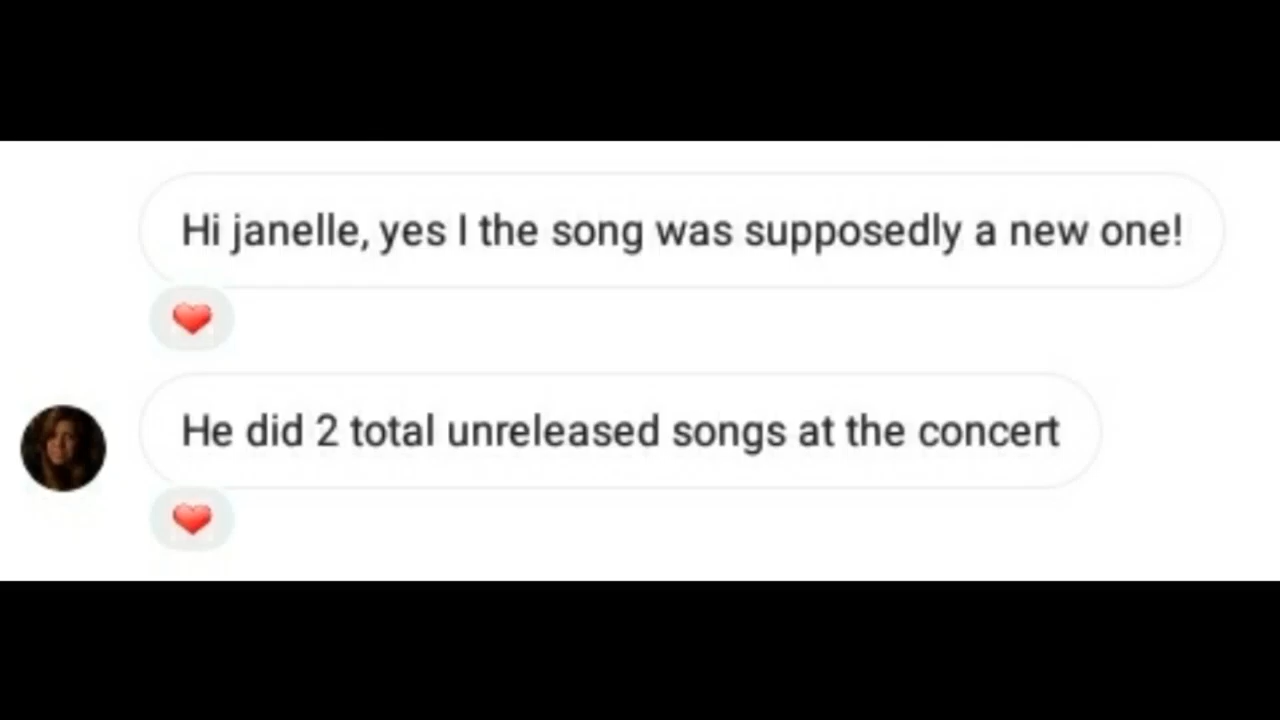 Hi janelle, yes I the song was supposedly a new one!
He did 2 total unreleased songs at the concert